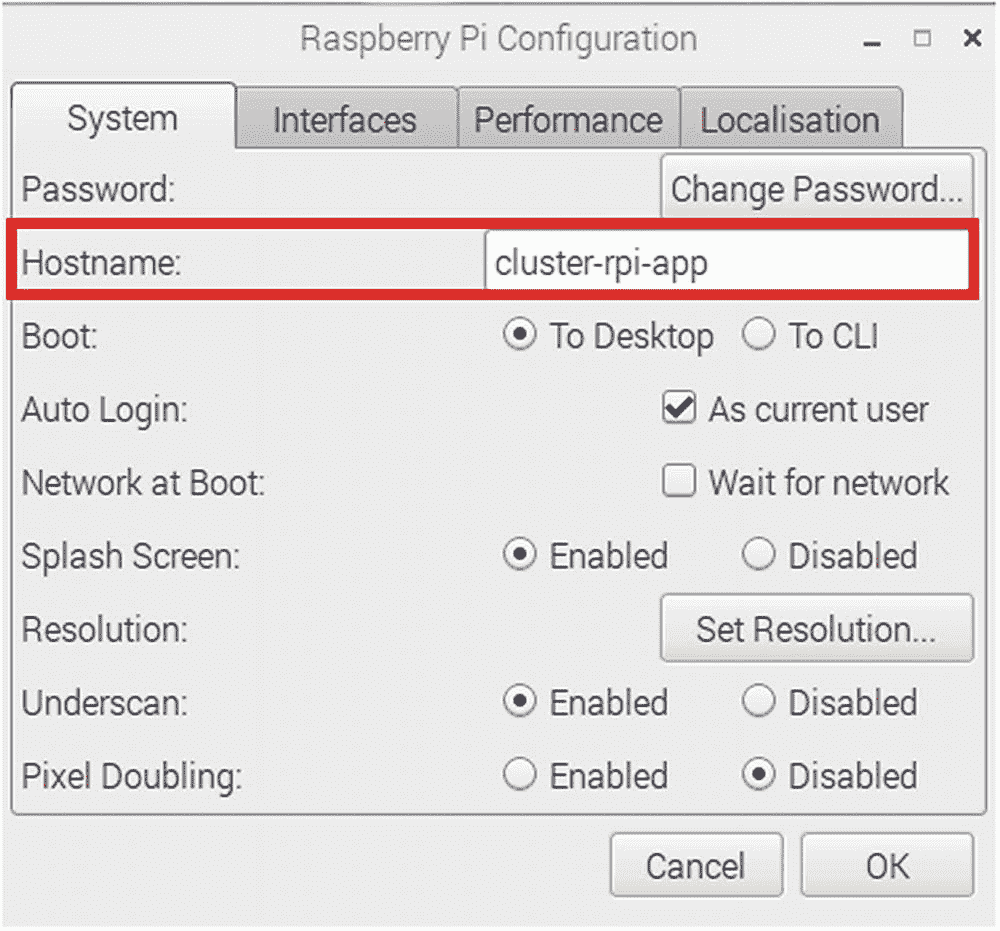 Raspberry Pi Configuration
System Interfaces Performance Localisation
Password: Change Password...
Hostname: cluster-rpi-app
Boot: To Desktop To CLI
Auto Login: As current user
Network at Boot: Wait for network
Splash Screen: Enabled Disabled
Resolution: Set Resolution...
Underscan: Enabled Disabled
Pixel Doubling: Enabled Disabled
Cancel OK